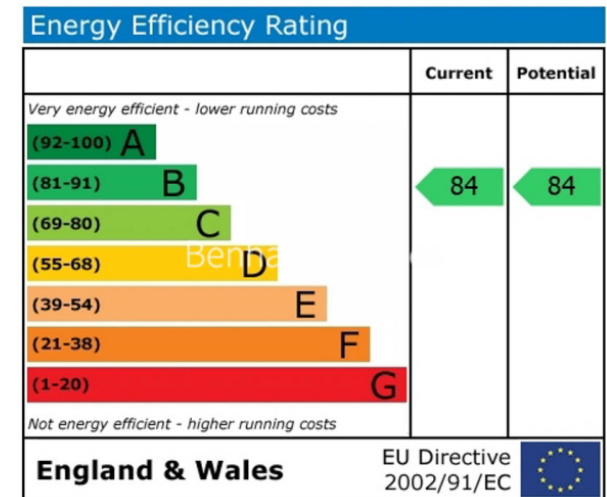 Energy Efficiency Rating
Current Potential
Very energy efficient - lower running costs
(92-100) A
(81-91) B 84 84
(69-80) C
(55-68) D
(39-54) E
(21-38) F
(1-20) G
Not energy efficient - higher running costs
England & Wales
EU Directive
2002/91/EC